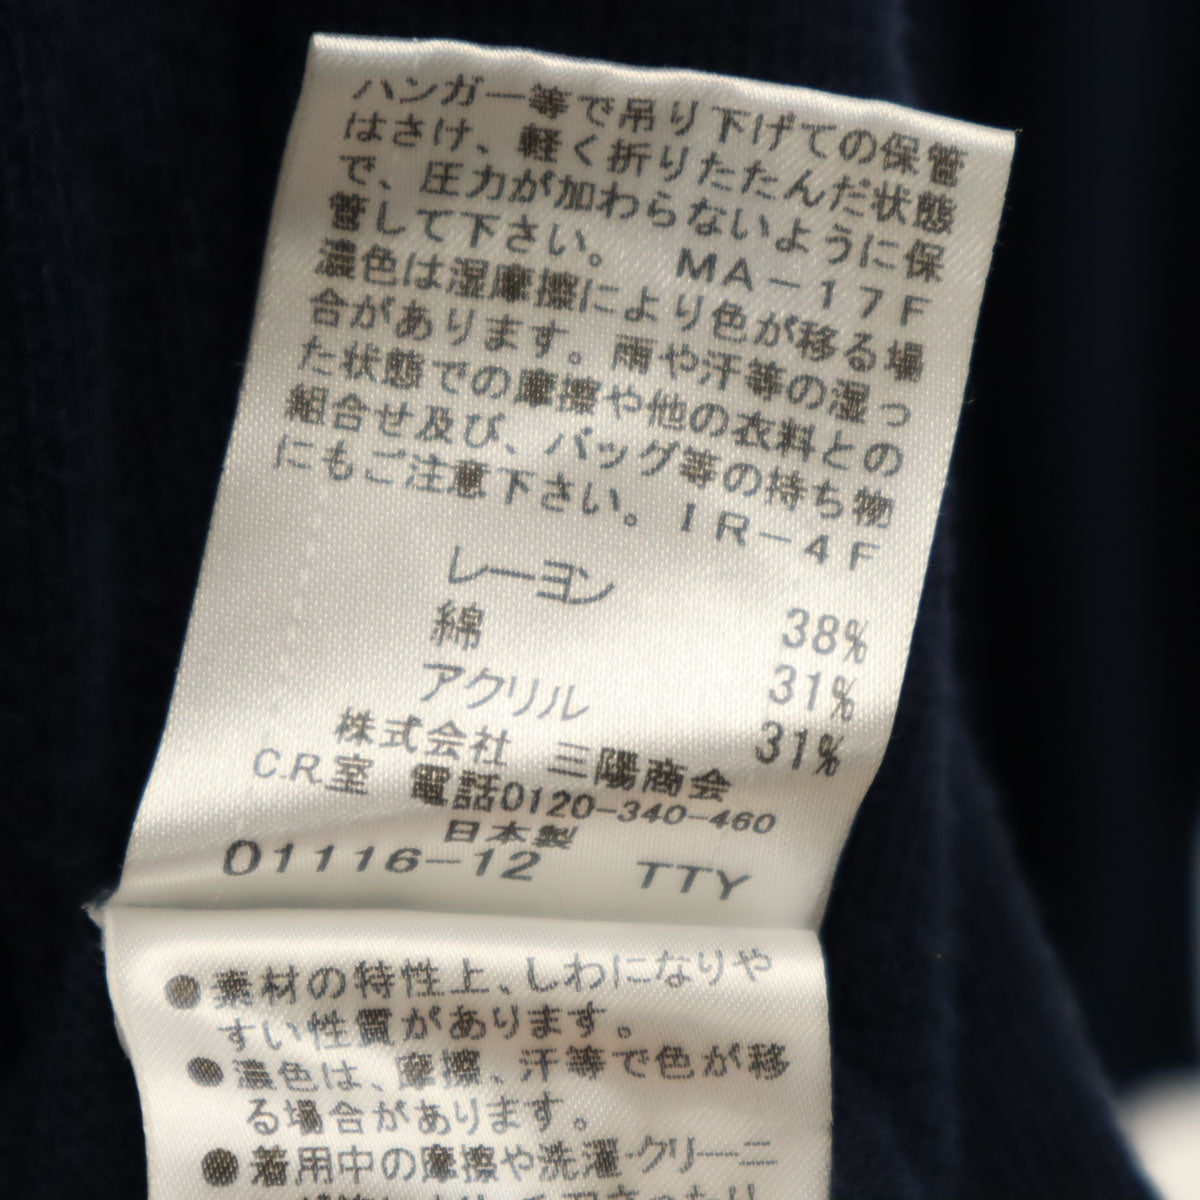 ハンガー等で吊り下げての保管
はさけ、軽く折りたたんだ状態
で、圧力が加わらないように保
管して下さい。　MA－17F
濃色は湿摩擦により色が移る場
合があります。雨や汗等の湿っ
た状態での摩擦や他の衣料との
組合せ及び、バッグ等の持ち物
にもご注意下さい。IR－4F
レーヨン 38%
綿 31%
アクリル 31%
株式会社 三陽商会
C.R.室 電話0120-340-460
日本製
01116-12 TTY
●素材の特性上、しわになりや
すい性質があります。
●濃色は、摩擦、汗等で色が移
る場合があります。
●着用中の摩擦や洗濯・クリーニ